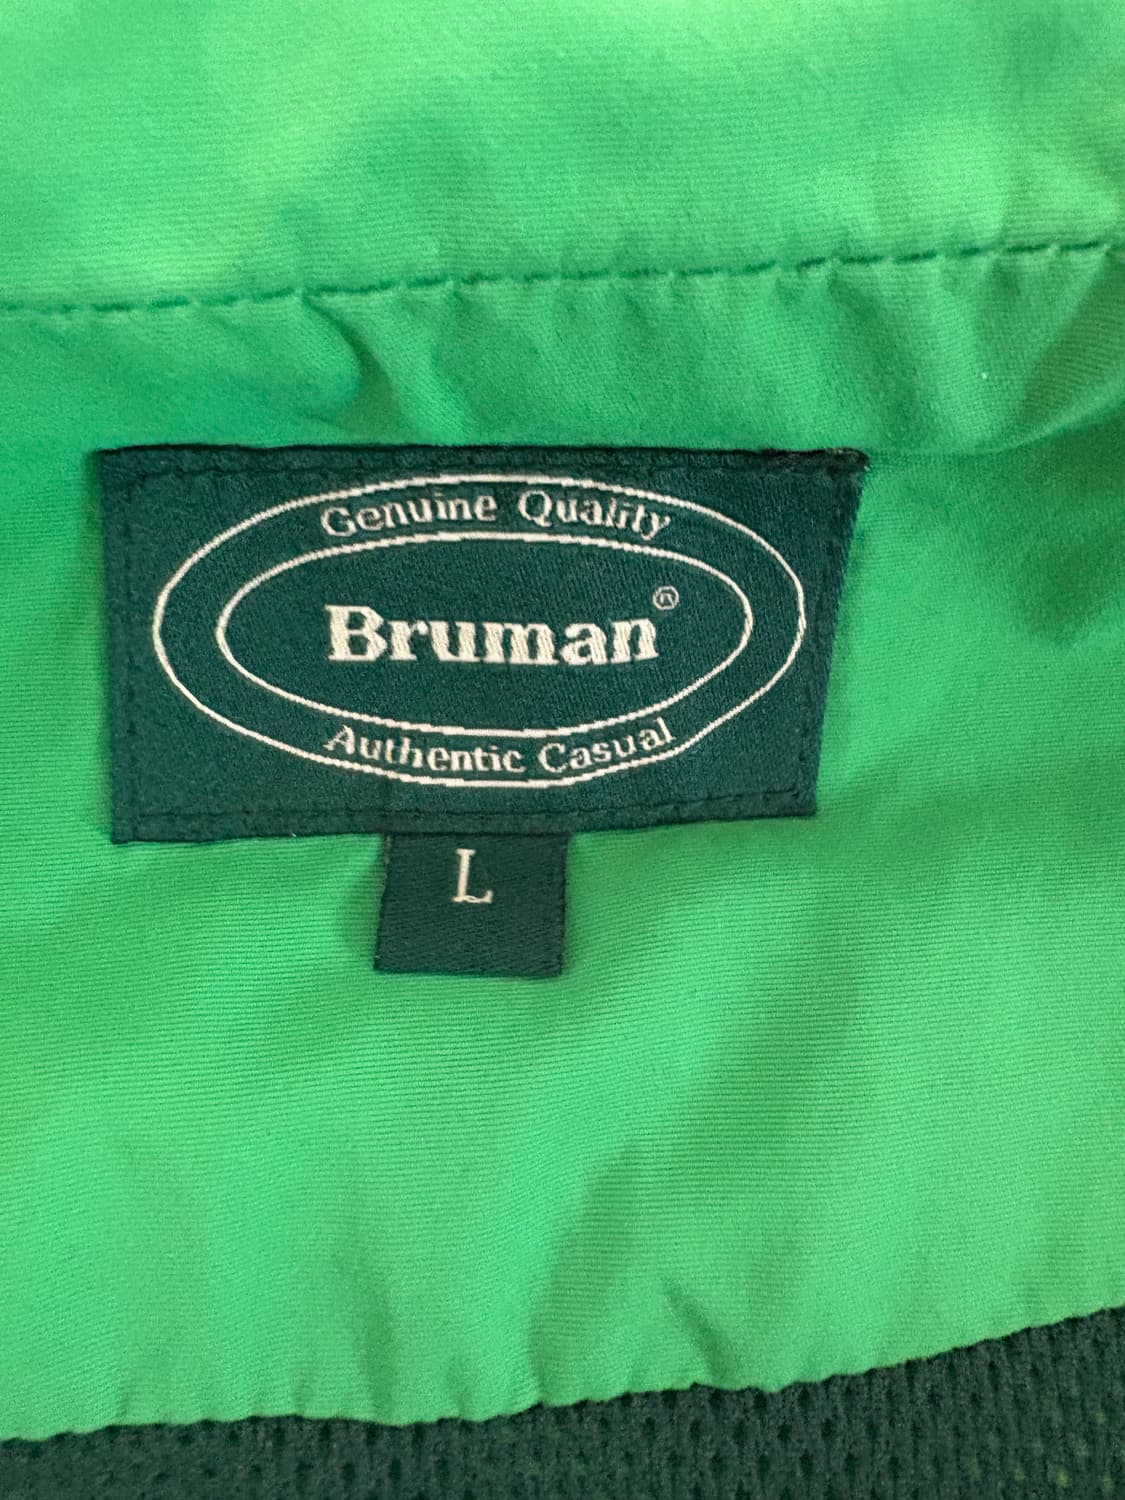 Genuine Quality
Bruman®
Authentic Casual
L